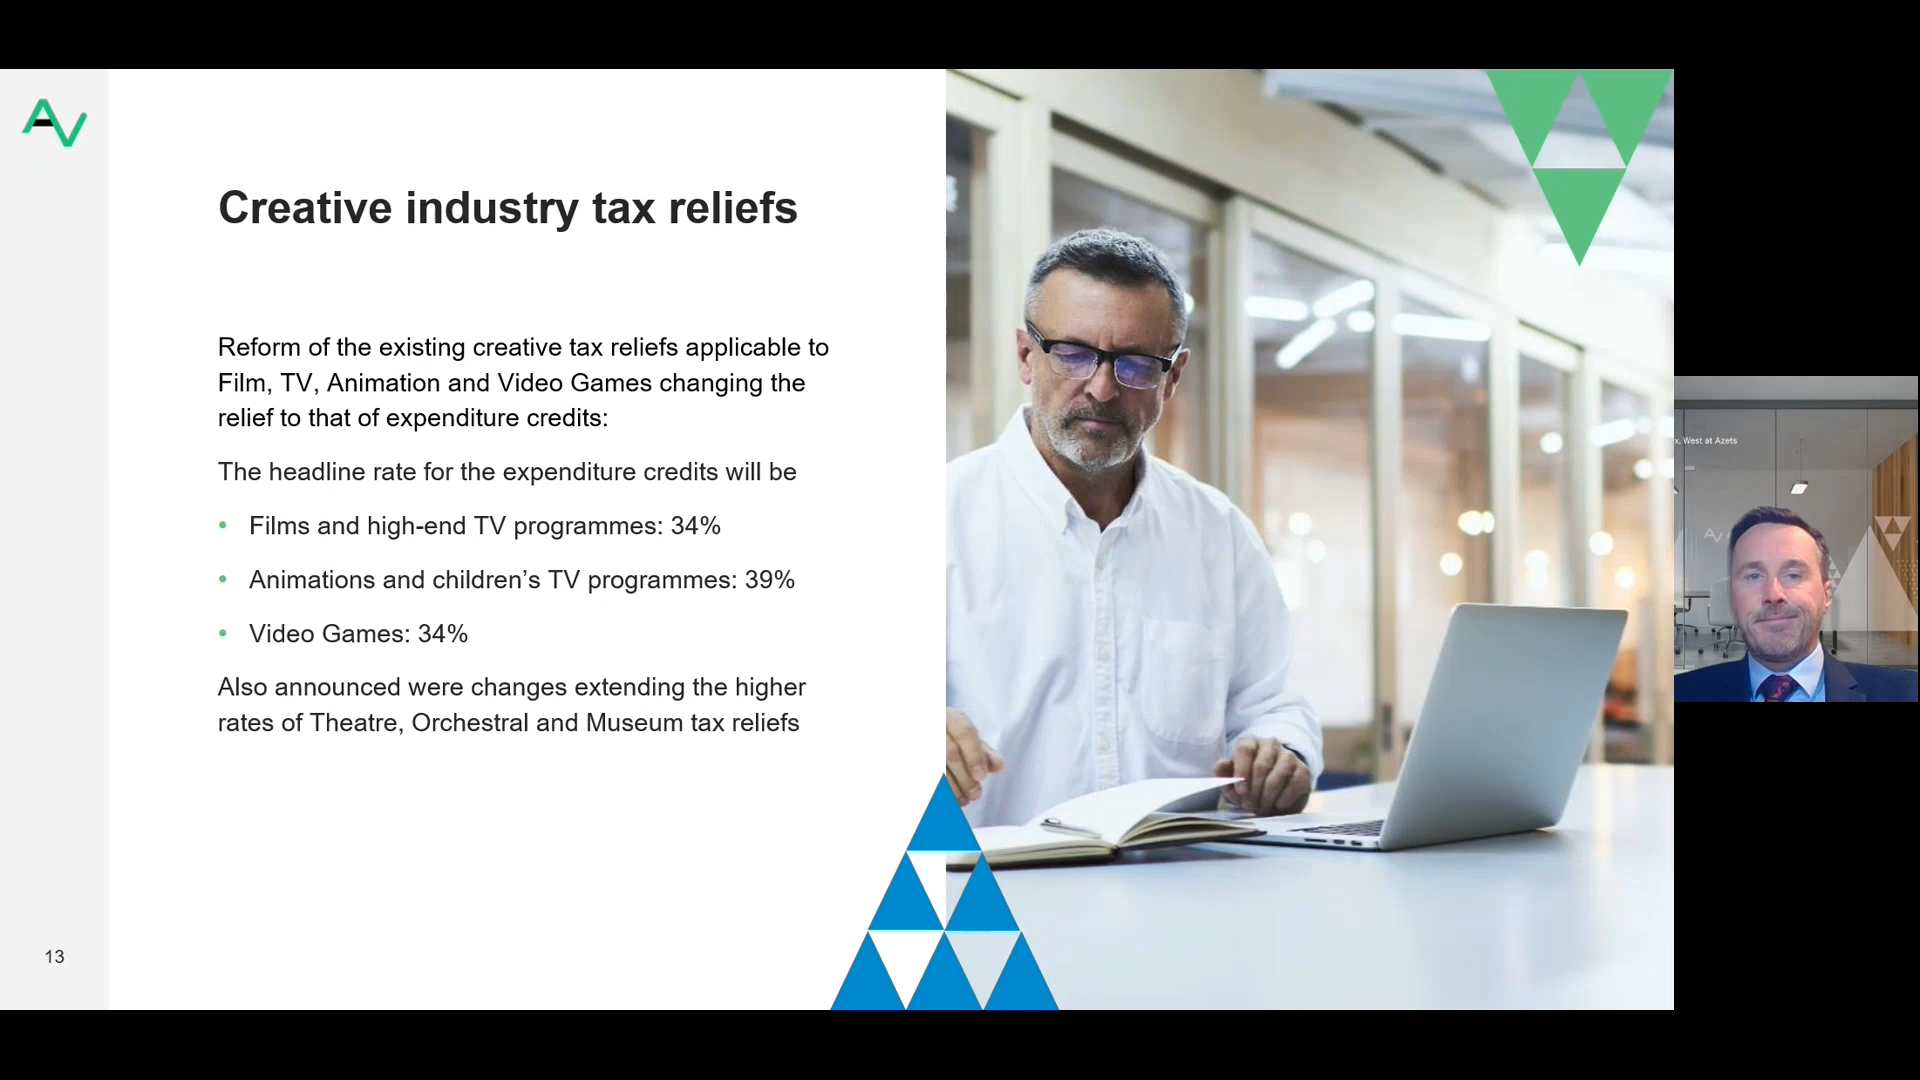 Creative industry tax reliefs
Reform of the existing creative tax reliefs applicable to
Film, TV, Animation and Video Games changing the
relief to that of expenditure credits:
The headline rate for the expenditure credits will be
• Films and high-end TV programmes: 34%
• Animations and children’s TV programmes: 39%
• Video Games: 34%
Also announced were changes extending the higher
rates of Theatre, Orchestral and Museum tax reliefs
13
x, West at Azets